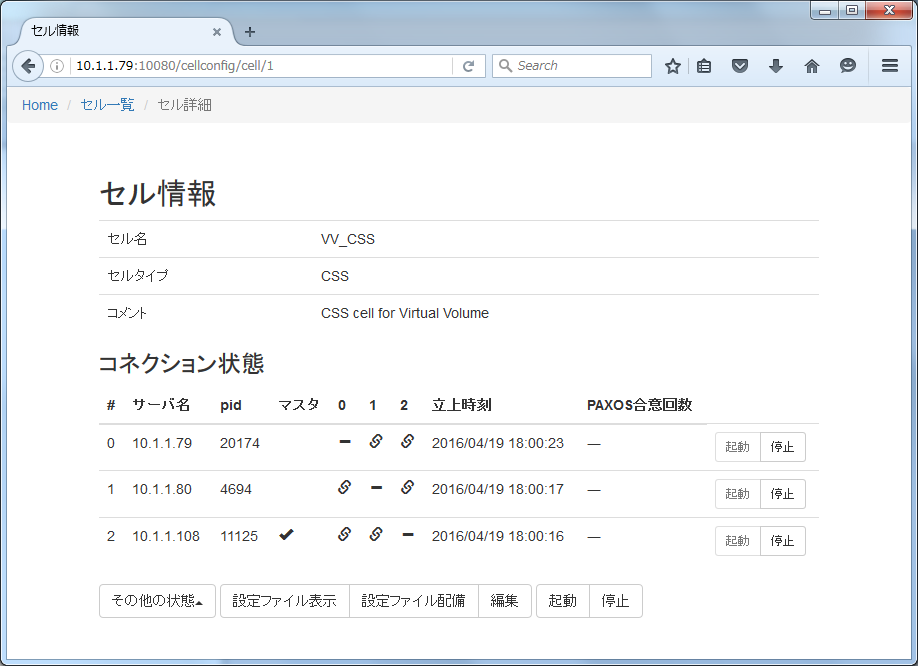 セル情報
10.1.1.79:10080/cellconfig/cell/1
Search
Home / セル一覧 / セル詳細
セル情報
セル名 VV_CSS
セルタイプ CSS
コメント CSS cell for Virtual Volume
コネクション状態
# サーバ名 pid マスタ 0 1 2 立上時刻 PAXOS合意回数
0 10.1.1.79 20174 2016/04/19 18:00:23 — 起動 停止
1 10.1.1.80 4694 2016/04/19 18:00:17 — 起動 停止
2 10.1.1.108 11125 2016/04/19 18:00:16 — 起動 停止
その他の状態 設定ファイル表示 設定ファイル配備 編集 起動 停止